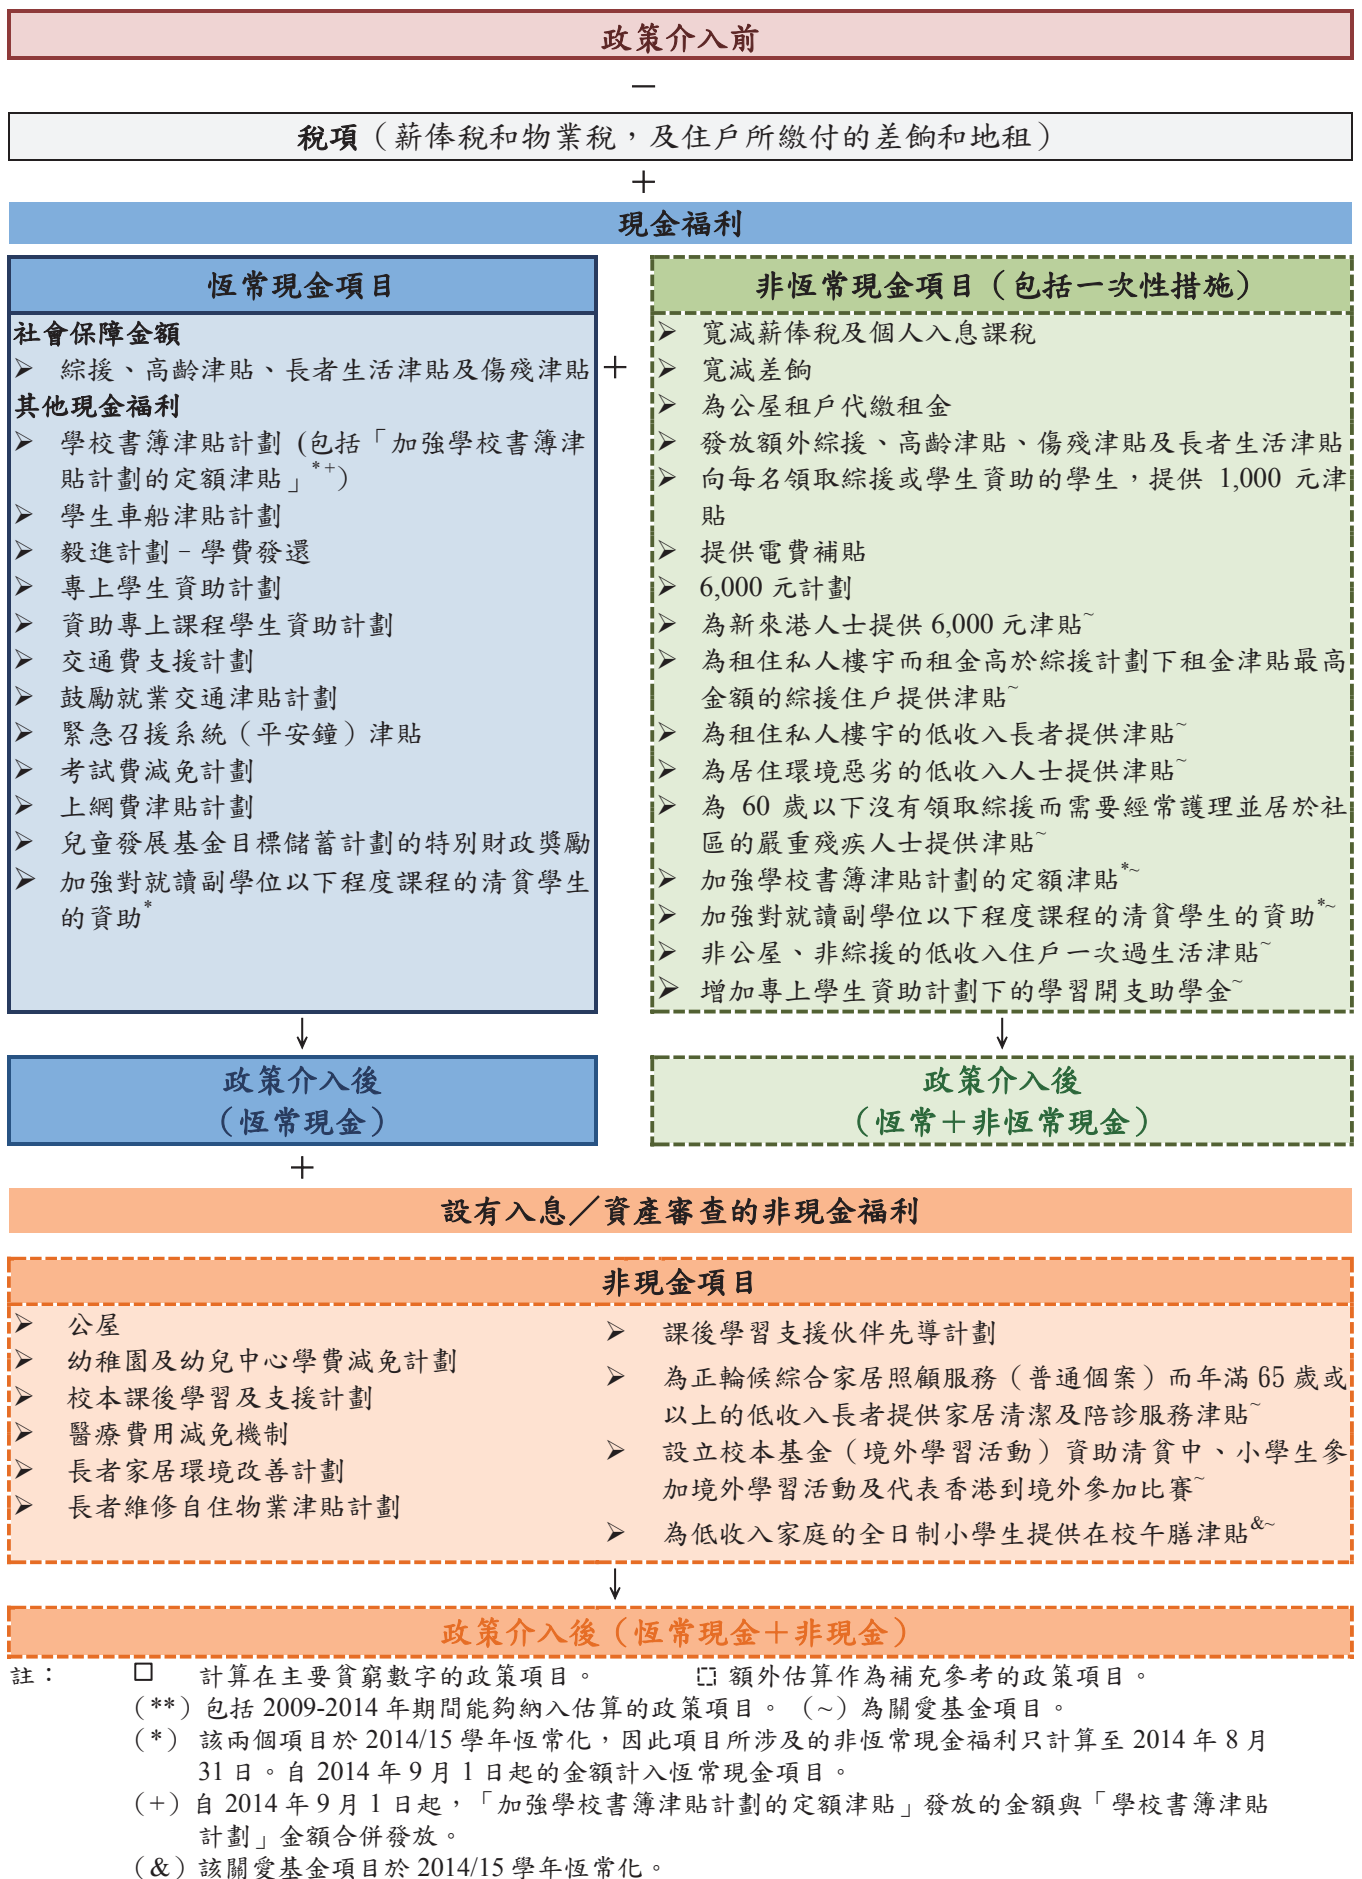 政策介入前
－
稅項（薪俸稅和物業稅，及住戶所繳付的差餉和地租）
＋
現金福利
恆常現金項目
社會保障金額
➢ 綜援、高齡津貼、長者生活津貼及傷殘津貼
其他現金福利
➢ 學校書簿津貼計劃 (包括「加強學校書簿津
貼計劃的定額津貼」*+）
➢ 學生車船津貼計劃
➢ 毅進計劃－學費發還
➢ 專上學生資助計劃
➢ 資助專上課程學生資助計劃
➢ 交通費支援計劃
➢ 鼓勵就業交通津貼計劃
➢ 緊急召援系統（平安鐘）津貼
➢ 考試費減免計劃
➢ 上網費津貼計劃
➢ 兒童發展基金目標儲蓄計劃的特別財政獎勵
➢ 加強對就讀副學位以下程度課程的清貧學生
的資助*
＋
非恆常現金項目（包括一次性措施）
➢ 寬減薪俸稅及個人入息課稅
➢ 寬減差餉
➢ 為公屋租戶代繳租金
➢ 發放額外綜援、高齡津貼、傷殘津貼及長者生活津貼
➢ 向每名領取綜援或學生資助的學生，提供 1,000 元津
貼
➢ 提供電費補貼
➢ 6,000 元計劃
➢ 為新來港人士提供 6,000 元津貼~
➢ 為租住私人樓宇而租金高於綜援計劃下租金津貼最高
金額的綜援住戶提供津貼~
➢ 為租住私人樓宇的低收入長者提供津貼~
➢ 為居住環境惡劣的低收入人士提供津貼~
➢ 為 60 歲以下沒有領取綜援而需要經常護理並居於社
區的嚴重殘疾人士提供津貼~
➢ 加強學校書簿津貼計劃的定額津貼*~
➢ 加強對就讀副學位以下程度課程的清貧學生的資助*~
➢ 非公屋、非綜援的低收入住戶一次過生活津貼~
➢ 增加專上學生資助計劃下的學習開支助學金~
↓
↓
政策介入後
（恆常現金）
政策介入後
（恆常＋非恆常現金）
＋
設有入息／資產審查的非現金福利
非現金項目
➢ 公屋
➢ 幼稚園及幼兒中心學費減免計劃
➢ 校本課後學習及支援計劃
➢ 醫療費用減免機制
➢ 長者家居環境改善計劃
➢ 長者維修自住物業津貼計劃
➢ 課後學習支援伙伴先導計劃
➢ 為正輪候綜合家居照顧服務（普通個案）而年滿 65 歲或
以上的低收入長者提供家居清潔及陪診服務津貼~
➢ 設立校本基金（境外學習活動）資助清貧中、小學生參
加境外學習活動及代表香港到境外參加比賽~
➢ 為低收入家庭的全日制小學生提供在校午膳津貼&~
↓
政策介入後（恆常現金＋非現金）
註： □ 計算在主要貧窮數字的政策項目。 額外估算作為補充參考的政策項目。
（**）包括 2009-2014 年期間能夠納入估算的政策項目。（~）為關愛基金項目。
（*） 該兩個項目於 2014/15 學年恆常化，因此項目所涉及的非恆常現金福利只計算至 2014 年 8 月
31 日。自 2014 年 9 月 1 日起的金額計入恆常現金項目。
（+）自 2014 年 9 月 1 日起，「加強學校書簿津貼計劃的定額津貼」發放的金額與「學校書簿津貼
計劃」金額合併發放。
（&）該關愛基金項目於 2014/15 學年恆常化。